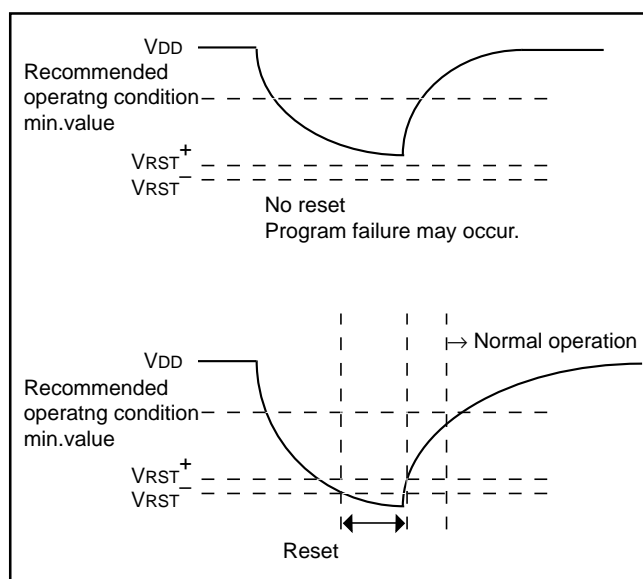 VDD
Recommended
operatng condition
min.value
VRST+
VRST−
No reset
Program failure may occur.
→ Normal operation
VDD
Recommended
operatng condition
min.value
VRST+
VRST−
Reset